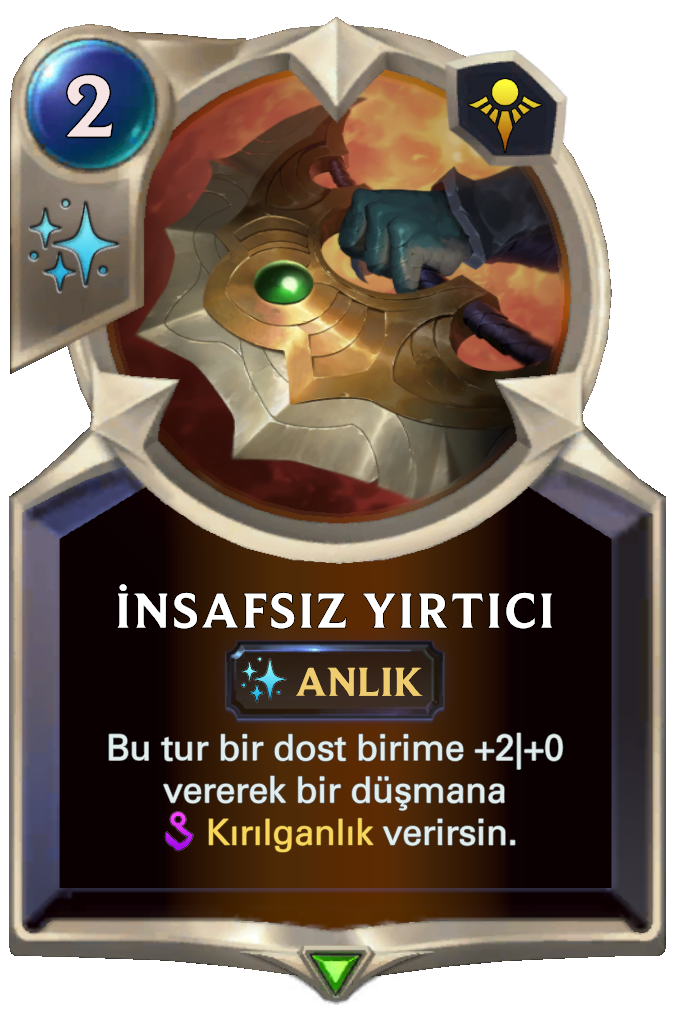 2
İNSAFSIZ YIRTICI
ANLIK
Bu tur bir dost birime +2|+0
vererek bir düşmana
Kırılganlık verirsin.